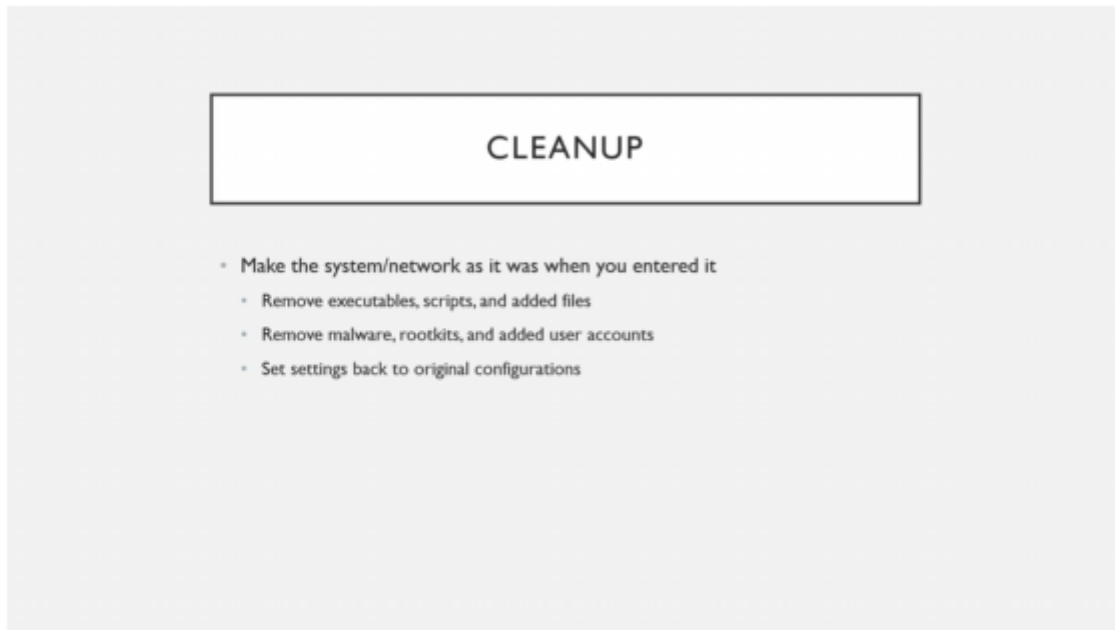 CLEANUP
Make the system/network as it was when you entered it
Remove executables, scripts, and added files
Remove malware, rootkits, and added user accounts
Set settings back to original configurations